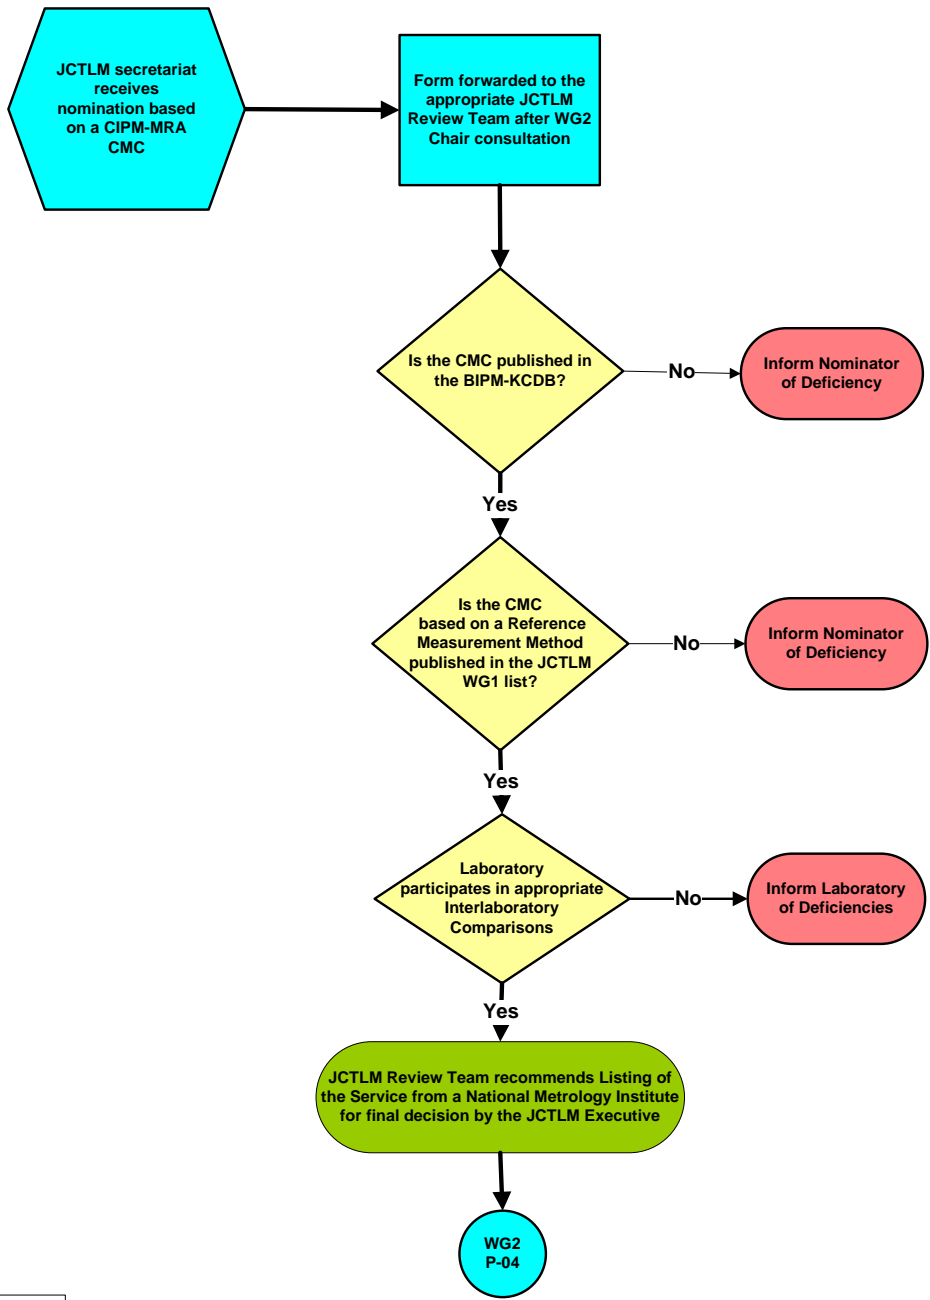 JCTLM secretariat
receives
nomination based
on a CIPM-MRA
CMC
Form forwarded to the
appropriate JCTLM
Review Team after WG2
Chair consultation
Is the CMC published in
the BIPM-KCDB?
No
Inform Nominator
of Deficiency
Yes
Is the CMC
based on a Reference
Measurement Method
published in the JCTLM
WG1 list?
No
Inform Nominator
of Deficiency
Yes
Laboratory
participates in appropriate
Interlaboratory
Comparisons
No
Inform Laboratory
of Deficiencies
Yes
JCTLM Review Team recommends Listing of
the Service from a National Metrology Institute
for final decision by the JCTLM Executive
WG2
P-04